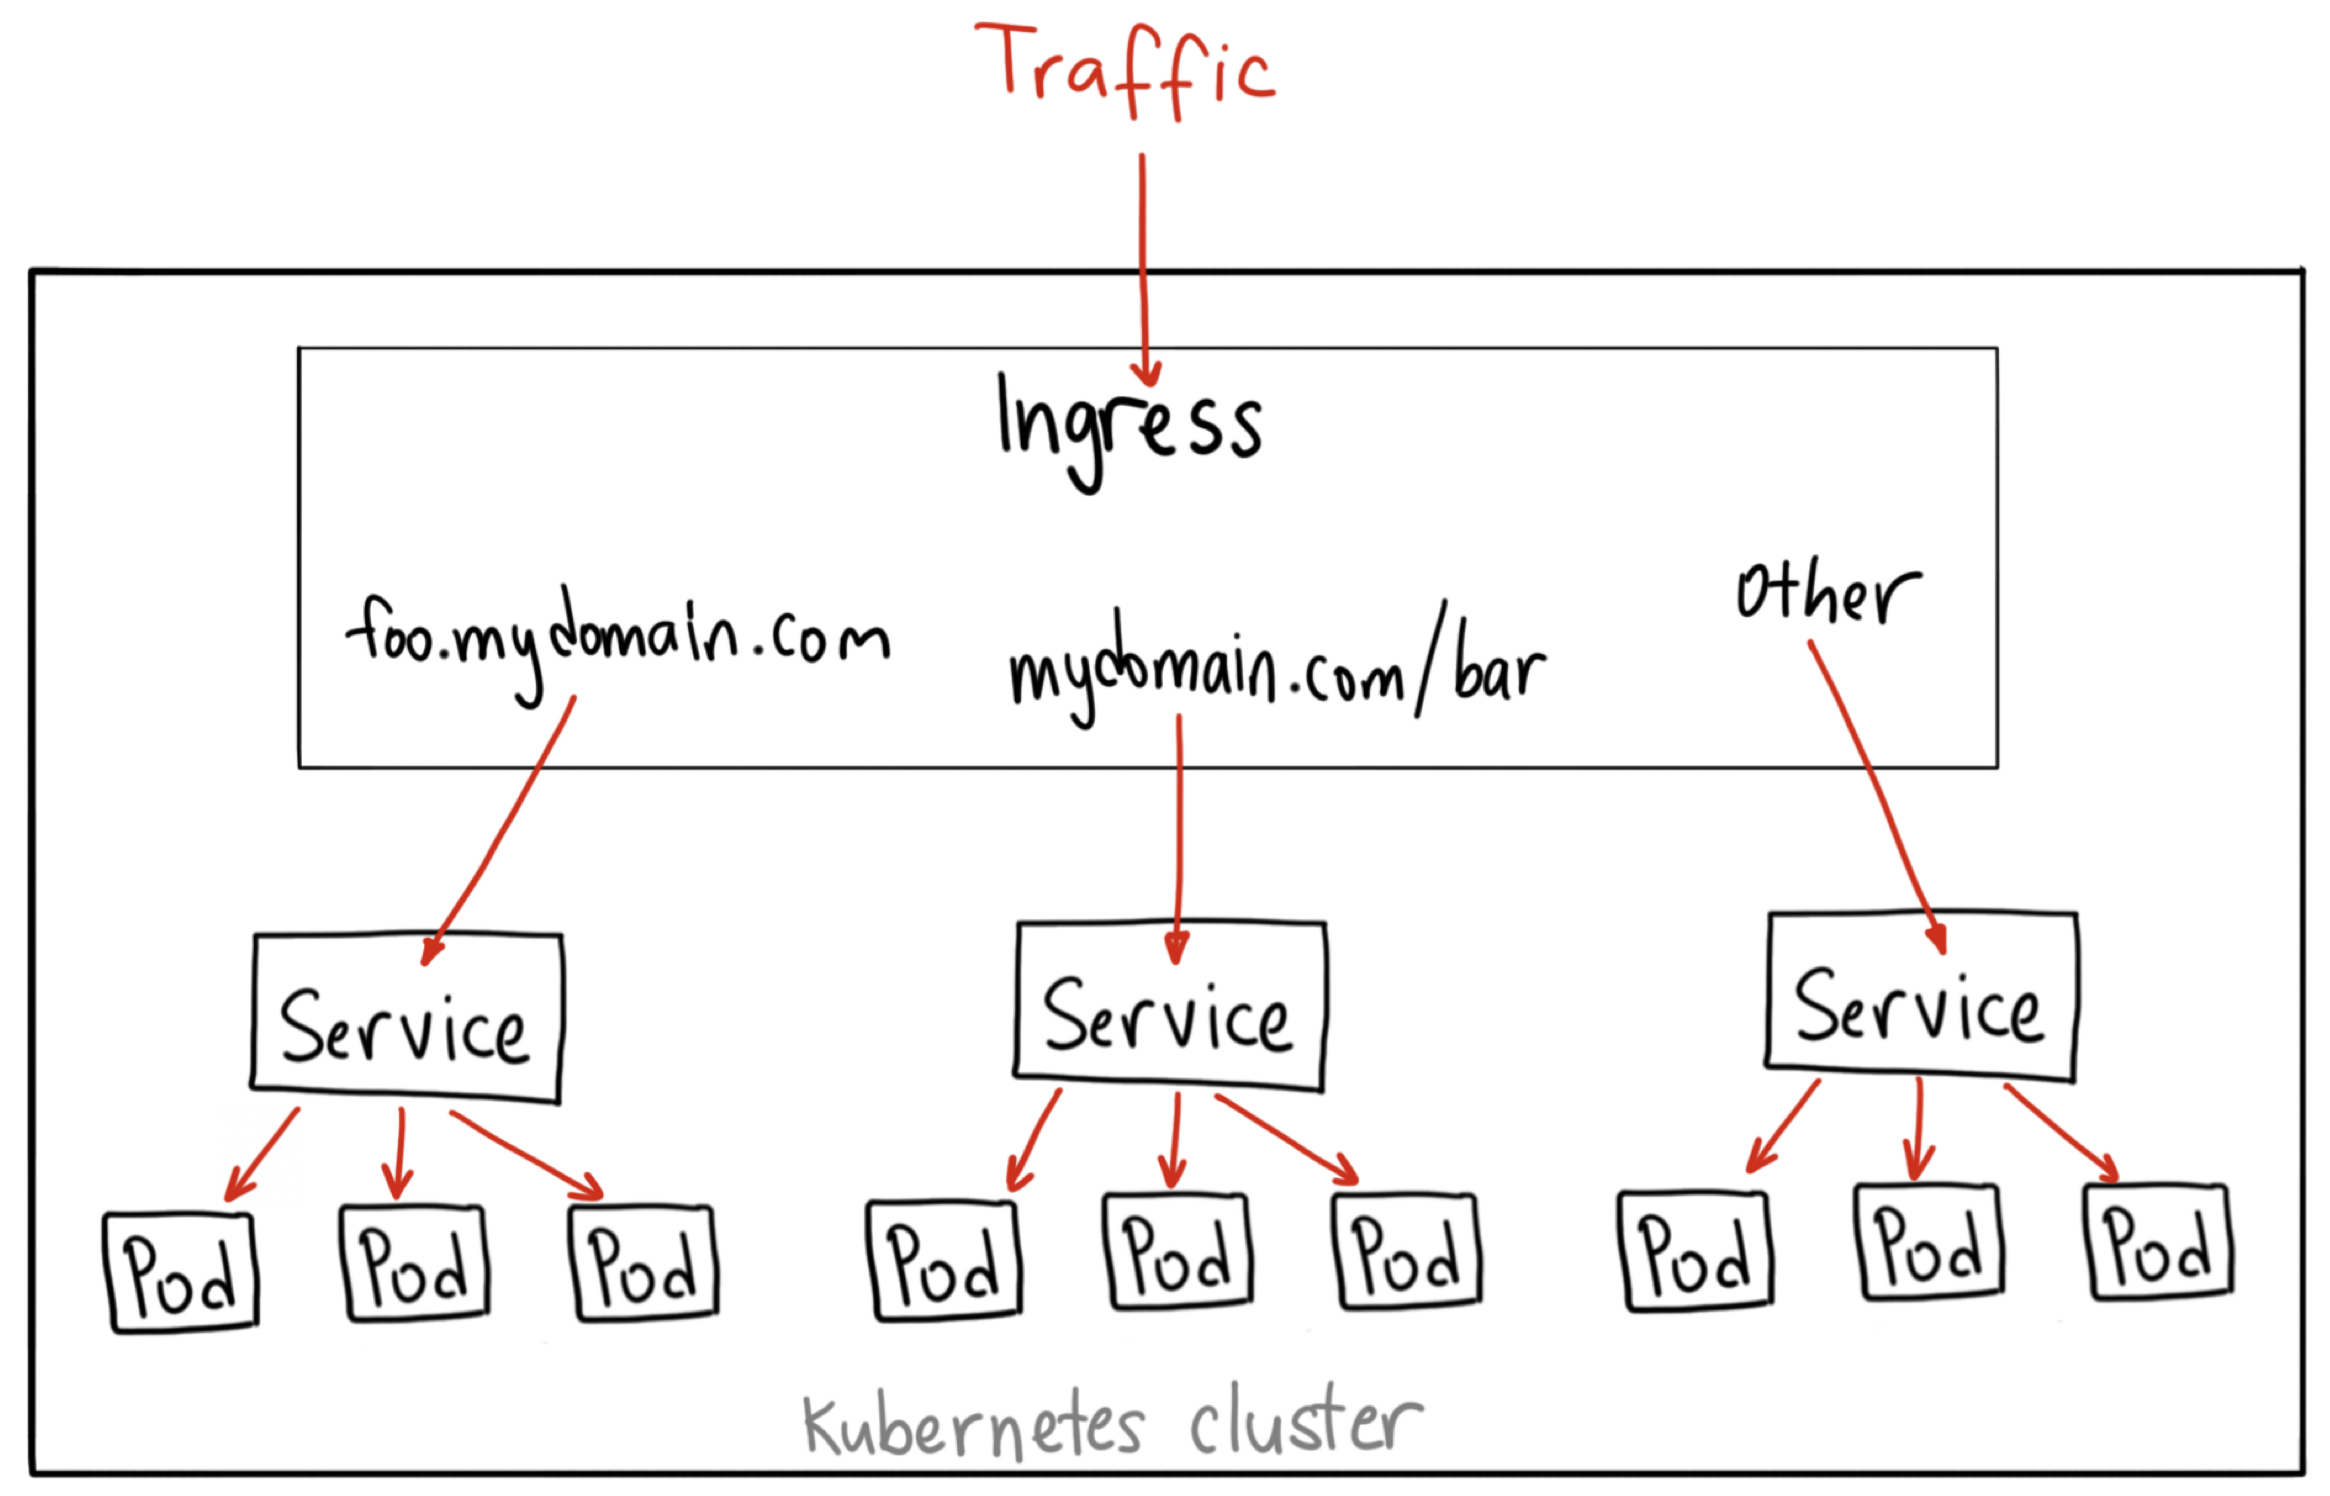 Traffic
Ingress
foo.mydomain.com
mydomain.com/bar
other
Service
Service
Service
Pod
Pod
Pod
Pod
Pod
Pod
Pod
Pod
Pod
Kubernetes cluster